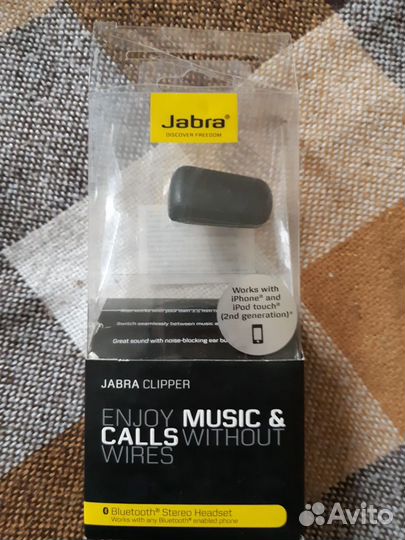 Jabra®
DISCOVER FREEDOM
Works with
iPhone® and
iPod touch®
(2nd generation)*
Switch seamlessly between music
Great sound with noise-blocking ear
JABRA CLIPPER
ENJOY MUSIC &
CALLS WITHOUT
WIRES
Bluetooth® Stereo Headset
Works with any Bluetooth® enabled phone
Avito